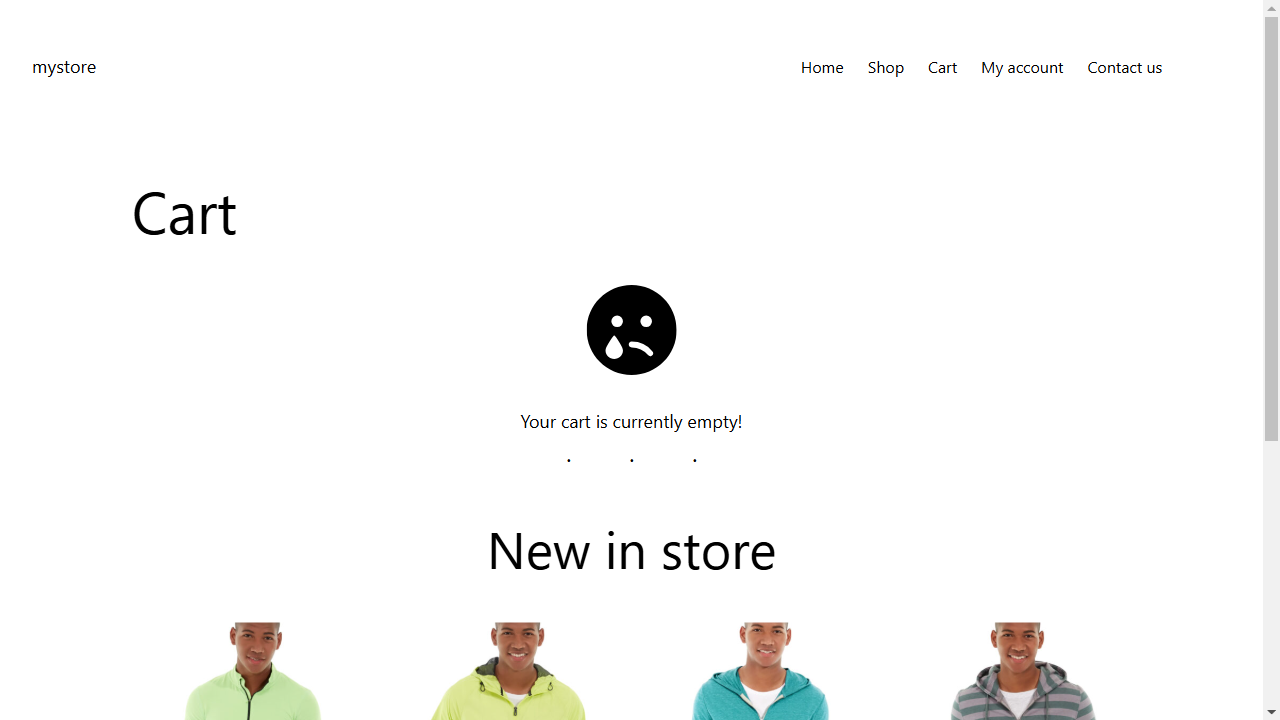 mystore
Home Shop Cart My account Contact us
Cart
Your cart is currently empty!
New in store